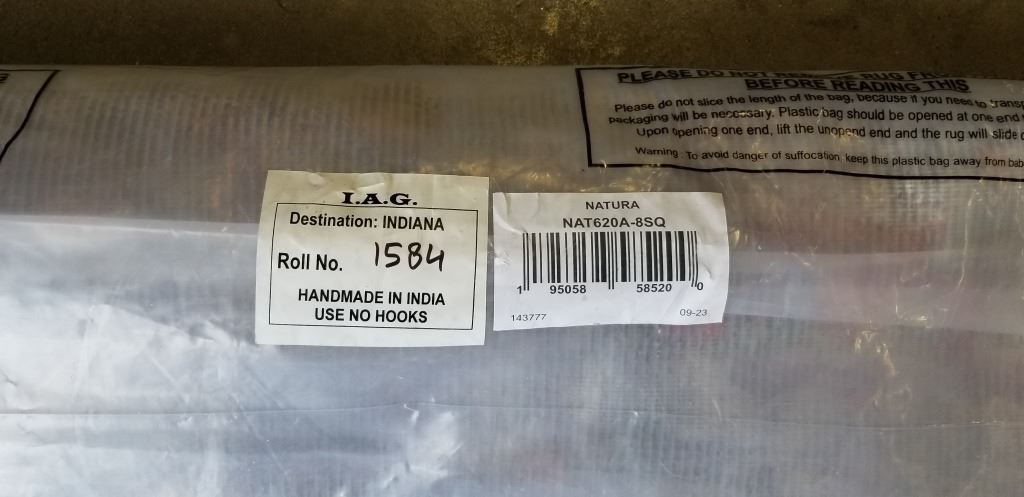 PLEASE DO NOT
BEFORE READING THIS
Please do not slice the length of the bag, because if you need to
packaging will be necessary. Plastic bag should be opened at one end
Upon opening one end, lift the unopend end and the rug will slide
Warning: To avoid danger of suffocation, keep this plastic bag away from
I.A.G.
Destination: INDIANA
Roll No. 1584
HANDMADE IN INDIA
USE NO HOOKS
NATURA
NAT620A-8SQ
1 95058 58520 0
143777 09-23